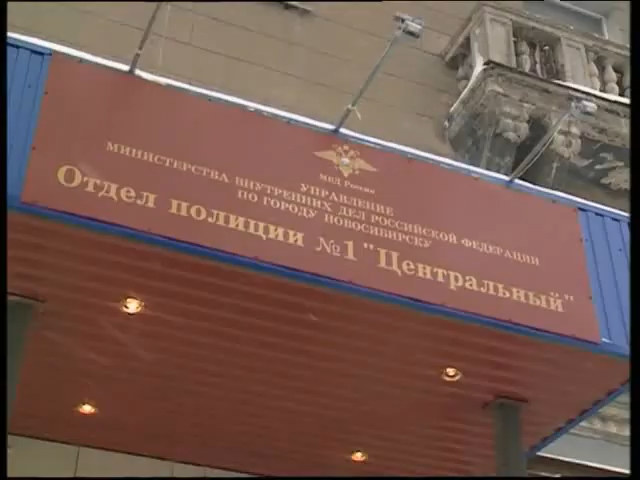 МВД России
УПРАВЛЕНИЕ
МИНИСТЕРСТВА ВНУТРЕННИХ ДЕЛ РОССИЙСКОЙ ФЕДЕРАЦИИ
ПО ГОРОДУ НОВОСИБИРСКУ
Отдел полиции №1 "Центральный"